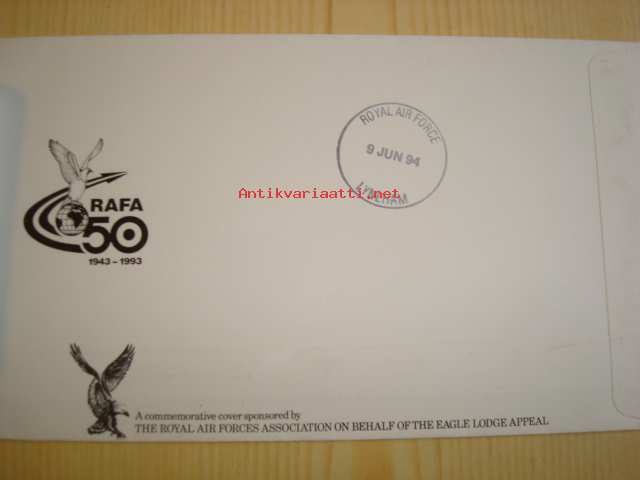 ROYAL AIR FORCE
9 JUN 94
LYNEHAM
Antikvariaatti.net
RAFA
50
1943-1993
A commemorative cover sponsored by
THE ROYAL AIR FORCES ASSOCIATION ON BEHALF OF THE EAGLE LODGE APPEAL